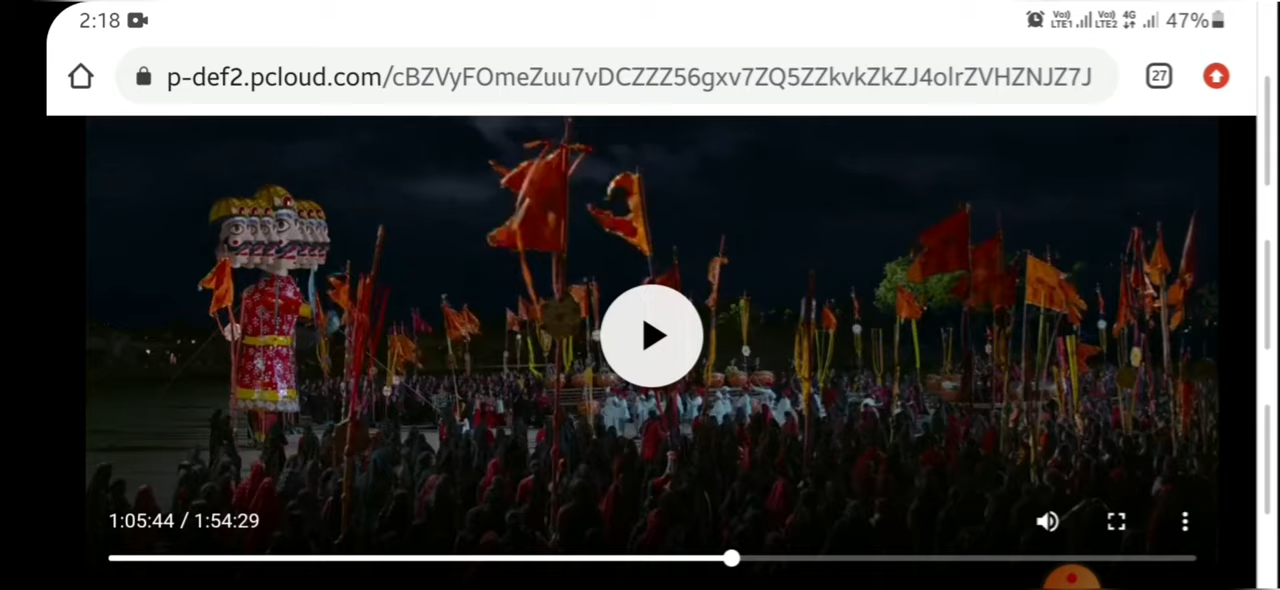 2:18 Vo) LTE1 Vo) LTE2 4G 47%
p-def2.pcloud.com/cBZVyFOmeZuu7vDCZZZ56gxv7ZQ5ZZkvkZkZJ4olrZVHZNJZ7J 27
1:05:44 / 1:54:29